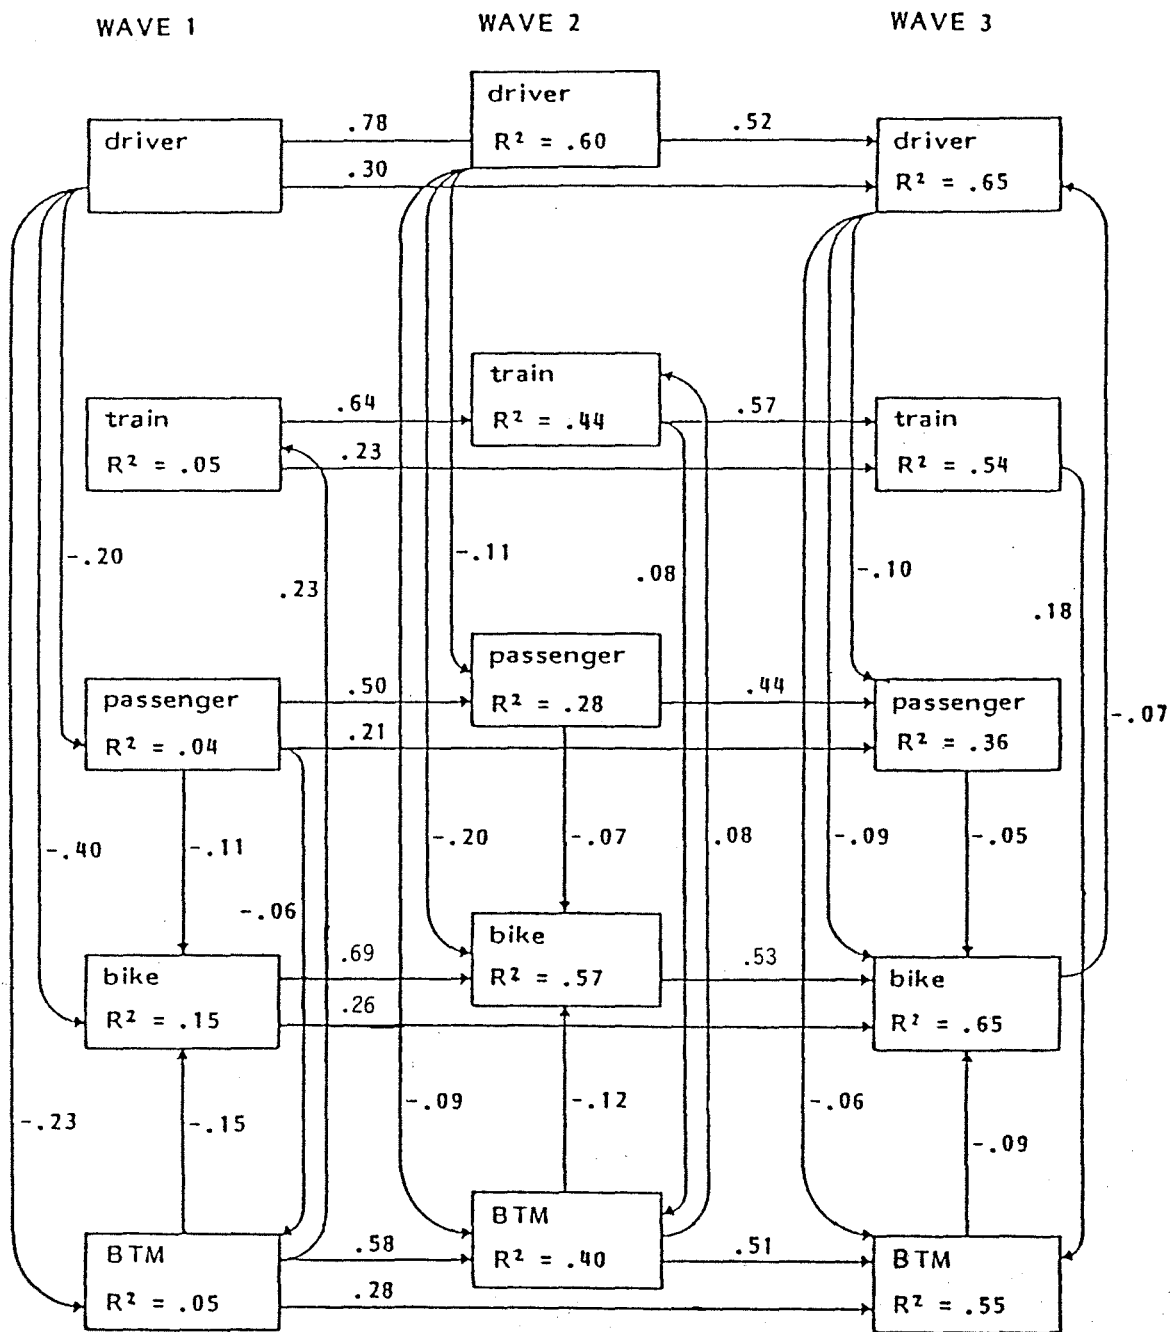 WAVE 1
WAVE 2
WAVE 3
driver
R² = .60
driver
driver
R² = .65
.78
.52
.30
train
R² = .44
train
R² = .05
train
R² = .54
.64
.57
.23
-.20
.23
-.11
.08
-.10
.18
passenger
R² = .28
passenger
R² = .04
passenger
R² = .36
.50
.44
.21
-.07
-.40
-.11
-.06
-.20
-.07
.08
-.09
-.05
bike
R² = .57
bike
R² = .15
bike
R² = .65
.69
.53
.26
-.23
-.15
-.09
-.12
-.06
-.09
BTM
R² = .40
BTM
R² = .05
BTM
R² = .55
.58
.51
.28